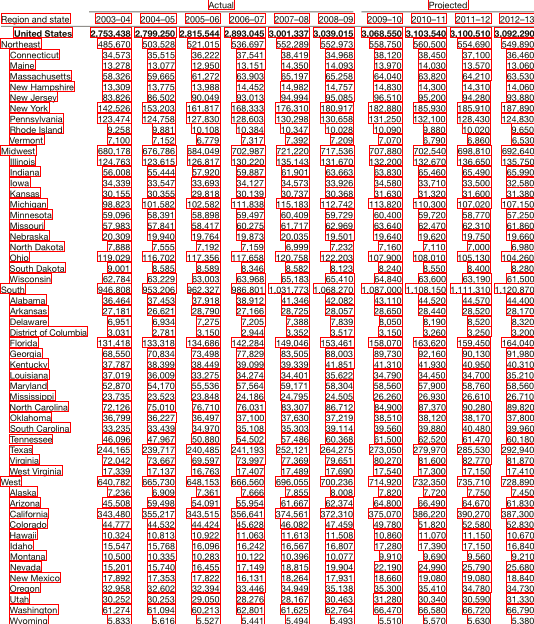 Actual Projected
Region and state 2003–04 2004–05 2005–06 2006–07 2007–08 2008–09 2009–10 2010–11 2011–12 2012–13
United States 2,753,438 2,799,250 2,815,544 2,893,045 3,001,337 3,039,015 3,068,550 3,103,540 3,100,510 3,092,290
Northeast 485,670 503,528 521,015 536,697 552,289 552,973 558,750 560,500 554,690 549,890
Connecticut 34,573 35,515 36,222 37,541 38,419 34,968 38,120 38,450 37,100 36,460
Maine 13,278 13,077 12,950 13,151 14,350 14,093 13,970 14,030 13,570 13,060
Massachusetts 58,326 59,665 61,272 63,903 65,197 65,258 64,040 63,820 64,210 63,530
New Hampshire 13,309 13,775 13,988 14,452 14,982 14,757 14,830 14,300 14,310 14,060
New Jersey 83,826 86,502 90,049 93,013 94,994 95,085 96,510 95,200 94,280 93,880
New York 142,526 153,203 161,817 168,333 176,310 180,917 182,880 185,930 185,910 187,890
Pennsylvania 123,474 124,758 127,830 128,603 130,298 130,658 131,250 132,100 128,430 124,830
Rhode Island 9,258 9,881 10,108 10,384 10,347 10,028 10,090 9,880 10,020 9,650
Vermont 7,100 7,152 6,779 7,317 7,392 7,209 7,070 6,790 6,860 6,530
Midwest 680,178 676,786 684,049 702,987 721,220 717,536 707,880 702,540 698,810 692,640
Illinois 124,763 123,615 126,817 130,220 135,143 131,670 132,200 132,670 136,650 135,750
Indiana 56,008 55,444 57,920 59,887 61,901 63,663 63,830 65,460 65,490 65,990
Iowa 34,339 33,547 33,693 34,127 34,573 33,926 34,580 33,710 33,500 32,580
Kansas 30,155 30,355 29,818 30,139 30,737 30,368 31,630 31,320 31,600 31,380
Michigan 98,823 101,582 102,582 111,838 115,183 112,742 113,820 110,300 107,020 107,150
Minnesota 59,096 58,391 58,898 59,497 60,409 59,729 60,400 59,720 58,770 57,250
Missouri 57,983 57,841 58,417 60,275 61,717 62,969 63,640 62,470 62,310 61,860
Nebraska 20,309 19,940 19,764 19,873 20,035 19,501 19,640 19,620 19,750 19,660
North Dakota 7,888 7,555 7,192 7,159 6,999 7,232 7,160 7,110 7,000 6,980
Ohio 119,029 116,702 117,356 117,658 120,758 122,203 107,900 108,010 105,130 104,260
South Dakota 9,001 8,585 8,589 8,346 8,582 8,123 8,240 8,550 8,400 8,280
Wisconsin 62,784 63,229 63,003 63,968 65,183 65,410 64,840 63,600 63,190 61,500
South 946,808 953,206 962,327 986,801 1,031,773 1,068,270 1,087,000 1,108,150 1,111,310 1,120,870
Alabama 36,464 37,453 37,918 38,912 41,346 42,082 43,110 44,520 44,570 44,400
Arkansas 27,181 26,621 28,790 27,166 28,725 28,057 28,650 28,440 28,520 28,170
Delaware 6,951 6,934 7,275 7,205 7,388 7,839 8,050 8,190 8,520 8,320
District of Columbia 3,031 2,781 3,150 2,944 3,352 3,517 3,150 3,260 3,250 3,200
Florida 131,418 133,318 134,686 142,284 149,046 153,461 158,070 163,620 159,450 164,040
Georgia 68,550 70,834 73,498 77,829 83,505 88,003 89,730 92,160 90,130 91,980
Kentucky 37,787 38,399 38,449 39,099 39,339 41,851 41,310 41,930 40,950 40,310
Louisiana 37,019 36,009 33,275 34,274 34,401 35,622 34,790 34,450 34,700 35,210
Maryland 52,870 54,170 55,536 57,564 59,171 58,304 58,560 57,900 58,760 58,560
Mississippi 23,735 23,523 23,848 24,186 24,795 24,505 26,260 26,930 26,610 26,710
North Carolina 72,126 75,010 76,710 76,031 83,307 86,712 84,900 87,370 90,280 89,820
Oklahoma 36,799 36,227 36,497 37,100 37,630 37,219 38,510 38,120 38,170 37,800
South Carolina 33,235 33,439 34,970 35,108 35,303 39,114 39,560 39,880 40,480 39,960
Tennessee 46,096 47,967 50,880 54,502 57,486 60,368 61,500 62,520 61,470 60,180
Texas 244,165 239,717 240,485 241,193 252,121 264,275 273,050 279,970 285,530 292,940
Virginia 72,042 73,667 69,597 73,997 77,369 79,651 80,270 81,600 82,770 81,870
West Virginia 17,339 17,137 16,763 17,407 17,489 17,690 17,540 17,300 17,150 17,410
West 640,782 665,730 648,153 666,560 696,055 700,236 714,920 732,350 735,710 728,890
Alaska 7,236 6,909 7,361 7,666 7,855 8,008 7,820 7,720 7,750 7,450
Arizona 45,508 59,498 54,091 55,954 61,667 62,374 64,800 66,490 64,670 61,830
California 343,480 355,217 343,515 356,641 374,561 372,310 375,070 386,220 390,270 387,300
Colorado 44,777 44,532 44,424 45,628 46,082 47,459 49,780 51,820 52,580 52,830
Hawaii 10,324 10,813 10,922 11,063 11,613 11,508 10,860 11,070 11,150 10,670
Idaho 15,547 15,768 16,096 16,242 16,567 16,807 17,280 17,390 17,150 16,840
Montana 10,500 10,335 10,283 10,122 10,396 10,077 9,910 9,690 9,560 9,210
Nevada 15,201 15,740 16,455 17,149 18,815 19,904 22,190 24,990 25,790 25,680
New Mexico 17,892 17,353 17,822 16,131 18,264 17,931 18,660 19,080 19,080 18,840
Oregon 32,958 32,602 32,394 33,446 34,949 35,138 35,300 35,410 34,780 34,730
Utah 30,252 30,253 29,050 28,276 28,167 30,463 31,280 30,340 30,590 31,330
Washington 61,274 61,094 60,213 62,801 61,625 62,764 66,470 66,580 66,720 66,790
Wyoming 5,833 5,616 5,527 5,441 5,494 5,493 5,510 5,570 5,630 5,380